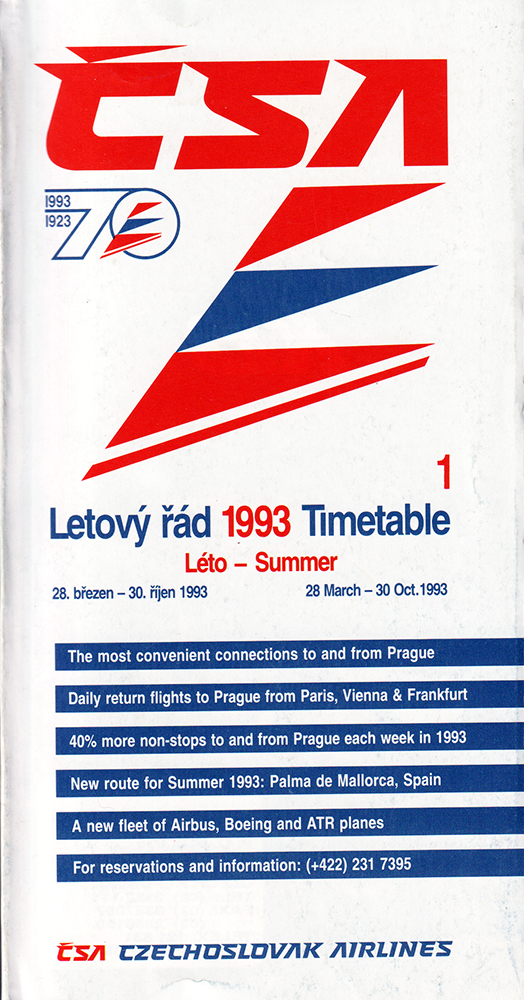 ČSA
1993
1923
70
1
Letový řád 1993 Timetable
Léto – Summer
28. březen – 30. říjen 1993 28 March – 30 Oct.1993
The most convenient connections to and from Prague
Daily return flights to Prague from Paris, Vienna & Frankfurt
40% more non-stops to and from Prague each week in 1993
New route for Summer 1993: Palma de Mallorca, Spain
A new fleet of Airbus, Boeing and ATR planes
For reservations and information: (+422) 231 7395
ČSA CZECHOSLOVAK AIRLINES